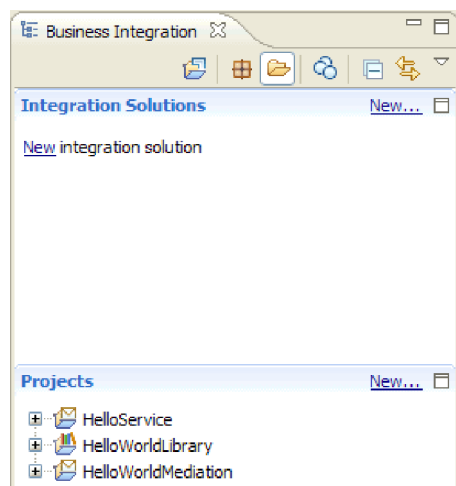 Business Integration
Integration Solutions New...
New integration solution
Projects New...
HelloService
HelloWorldLibrary
HelloWorldMediation